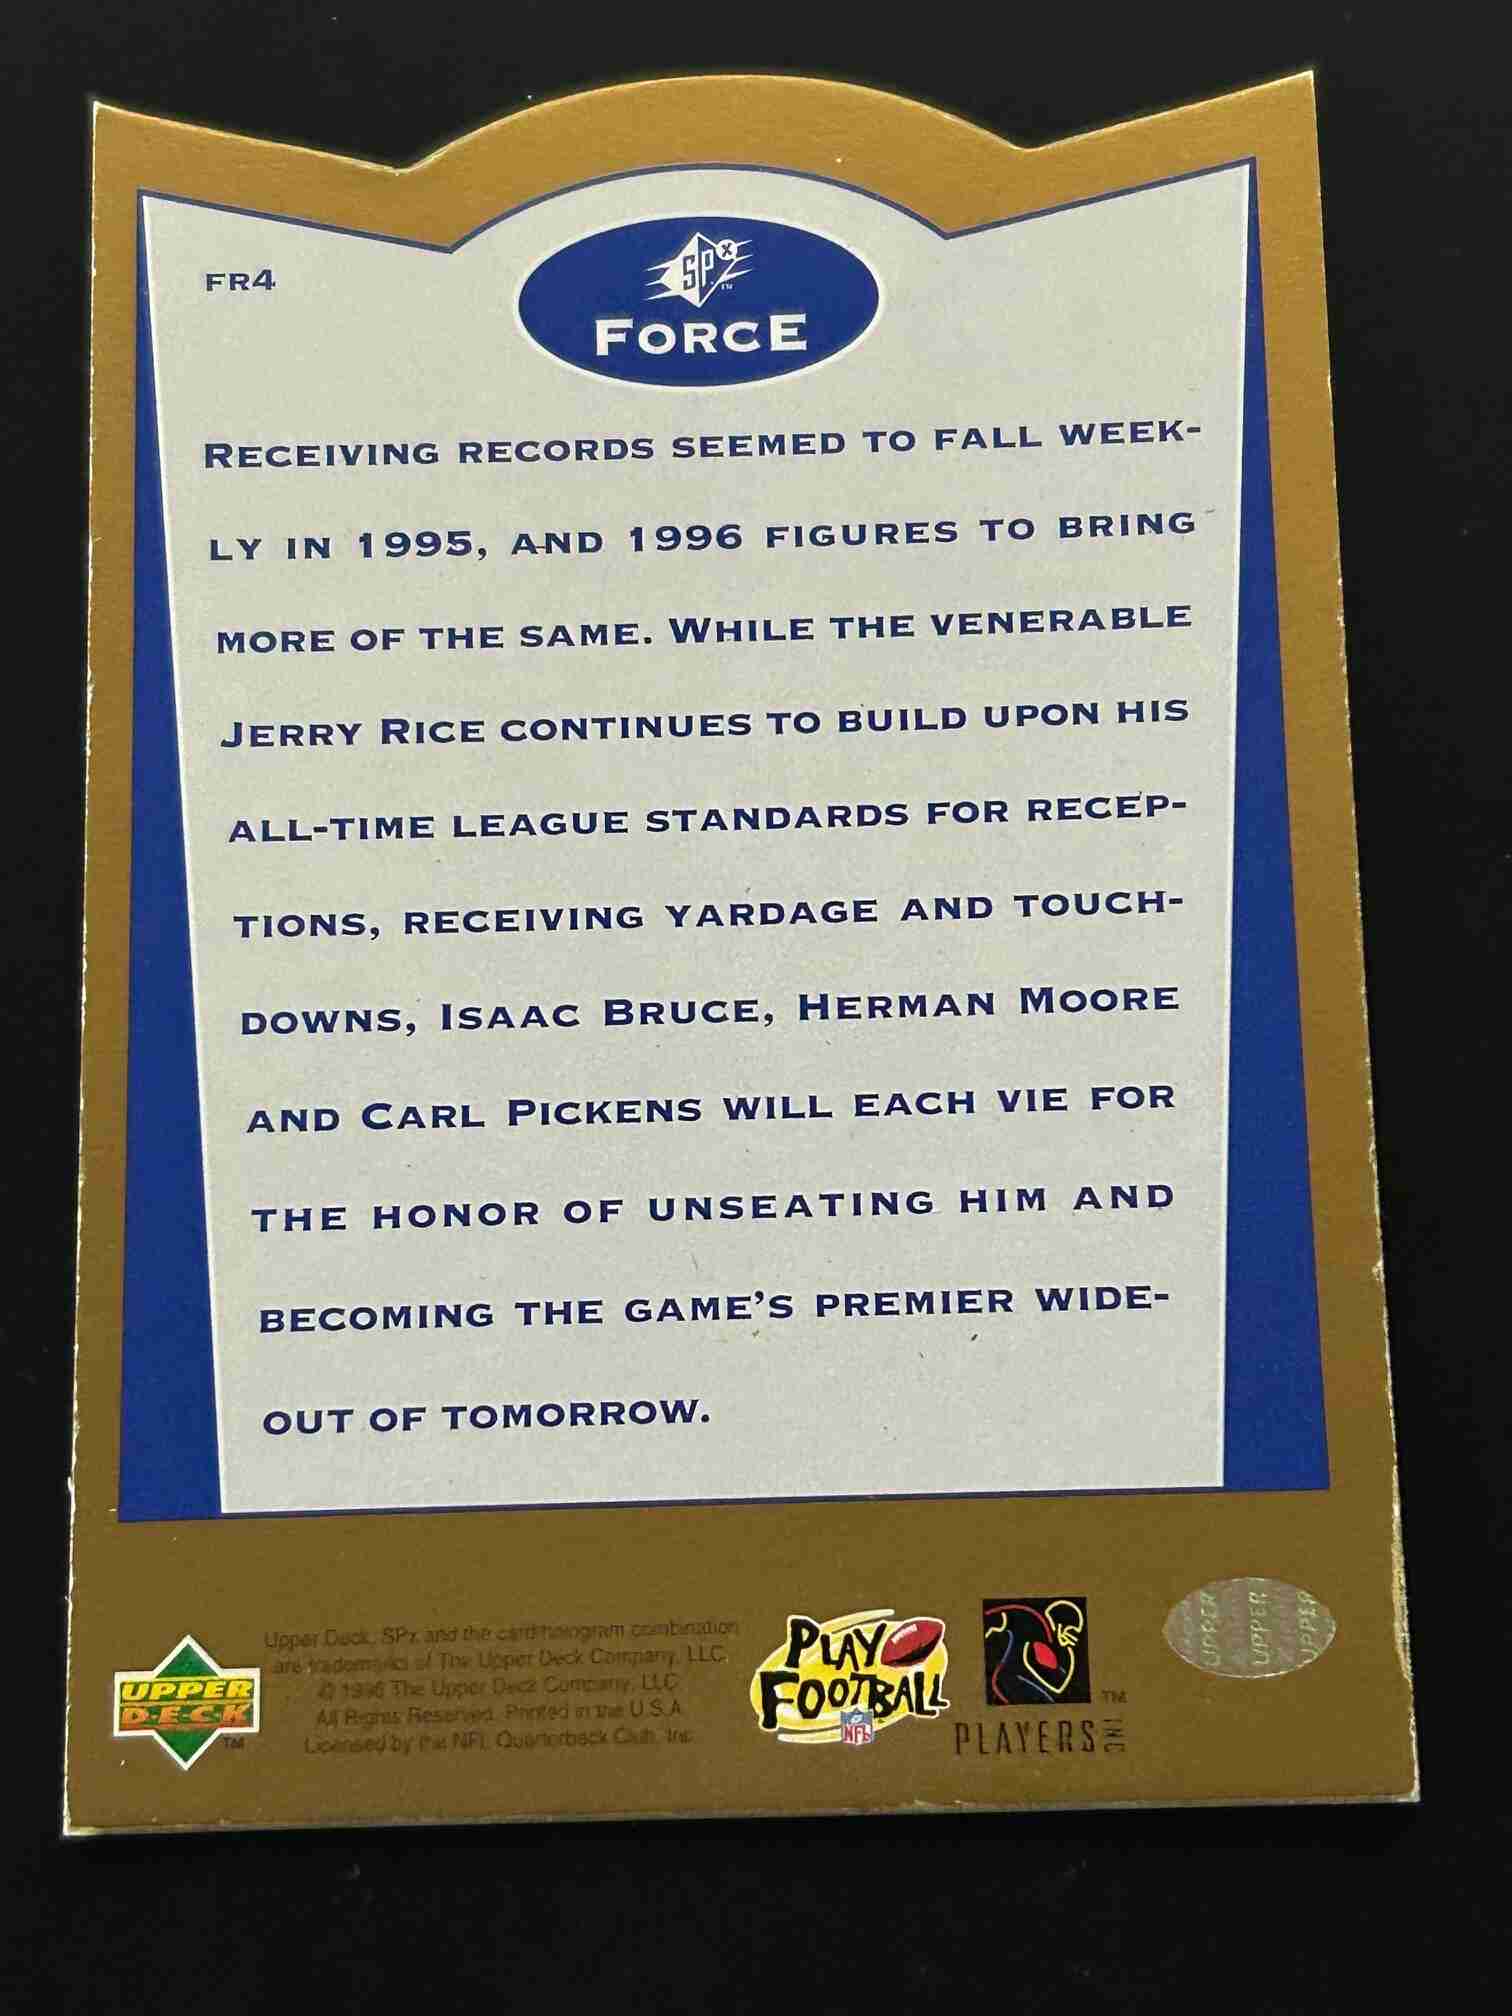 FR4
SPx ™
FORCE
RECEIVING RECORDS SEEMED TO FALL WEEK-
LY IN 1995, AND 1996 FIGURES TO BRING
MORE OF THE SAME. WHILE THE VENERABLE
JERRY RICE CONTINUES TO BUILD UPON HIS
ALL-TIME LEAGUE STANDARDS FOR RECEP-
TIONS, RECEIVING YARDAGE AND TOUCH-
DOWNS, ISAAC BRUCE, HERMAN MOORE
AND CARL PICKENS WILL EACH VIE FOR
THE HONOR OF UNSEATING HIM AND
BECOMING THE GAME'S PREMIER WIDE-
OUT OF TOMORROW.
UPPER
DECK ™
Upper Deck, SPx and the card/hologram combination
are trademarks of The Upper Deck Company, LLC.
© 1996 The Upper Deck Company, LLC
All Rights Reserved. Printed in the U.S.A.
Licensed by the NFL Quarterback Club, Inc.
PLAY
FOOTBALL
NFL
™
PLAYERS INC
UPPER
UPPER
UPPER